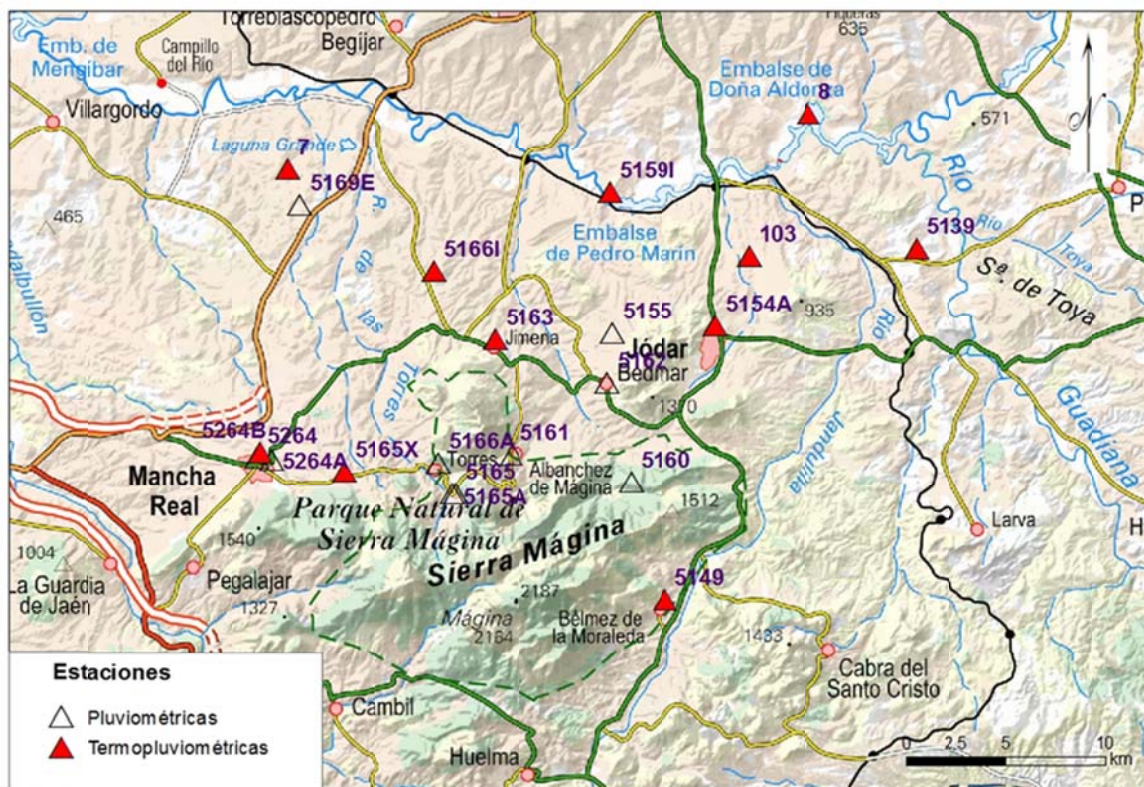 Torreblascopedro
Begíjar
Higueras
635
Emb. de
Mengíbar
Campillo
del Río
Villargordo
Embalse de
Doña Aldonza
8
571
Laguna Grande
7
5169E
5159I
Río
P
465
R. de las Torres
Embalse
de Pedro Marín
103
5139
Río
Toya
Sª. de Toya
5166I
935
5163
Jimena
5155
5154A
Río
Jódar
5162
Bedmar
1370
Guadiana
Jandulilla
5264B
5264
5264A
5165X
5166A
Torres
5161
5165
5165A
Albanchez
de Mágina
5160
1512
Mancha
Real
Parque Natural de
Sierra Mágina
Sierra Mágina
1540
1004
La Guardia
de Jaén
Pegalajar
1327
2187
Mágina
2164
5149
Bélmez de
la Moraleda
Larva
H
1433
Cabra del
Santo Cristo
Cambil
Huelma
Estaciones
Pluviométricas
Termopluviométricas
0 2.5 5 10
km